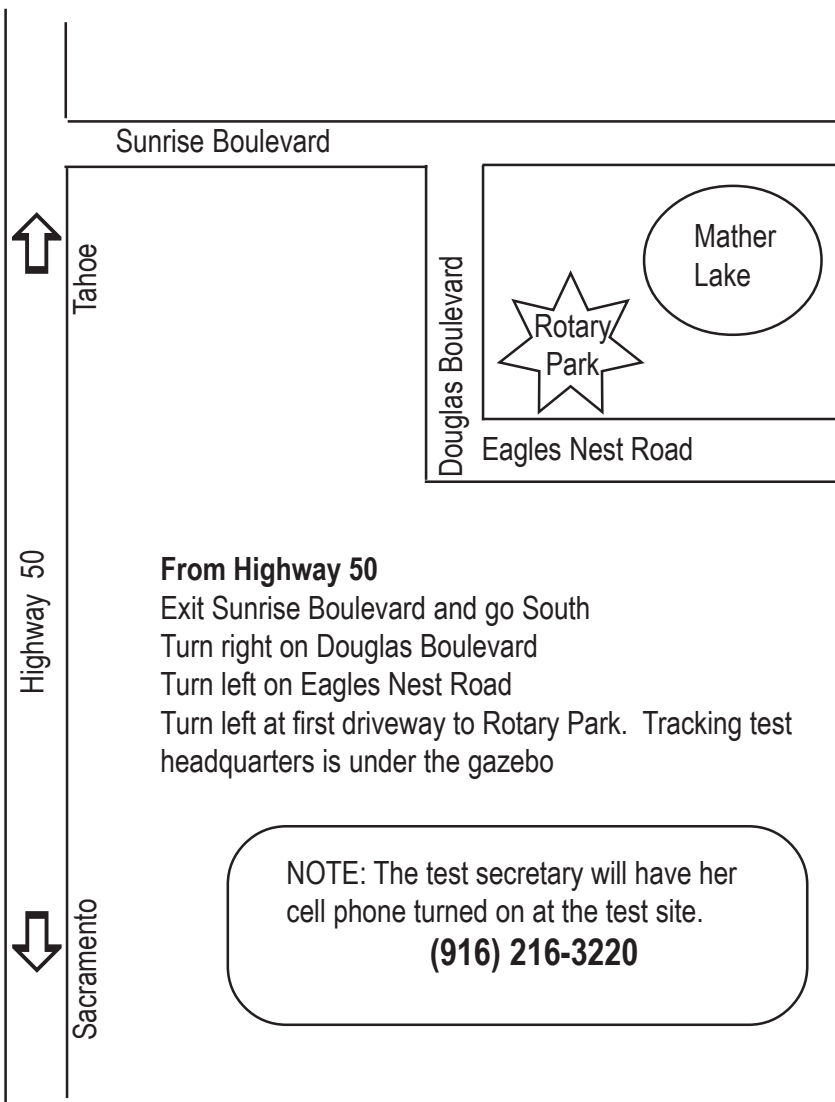 Sunrise Boulevard
Mather
Lake
Tahoe
Rotary
Park
Douglas Boulevard
Eagles Nest Road
Highway 50
From Highway 50
Exit Sunrise Boulevard and go South
Turn right on Douglas Boulevard
Turn left on Eagles Nest Road
Turn left at first driveway to Rotary Park. Tracking test
headquarters is under the gazebo
NOTE: The test secretary will have her
cell phone turned on at the test site.
(916) 216-3220
Sacramento